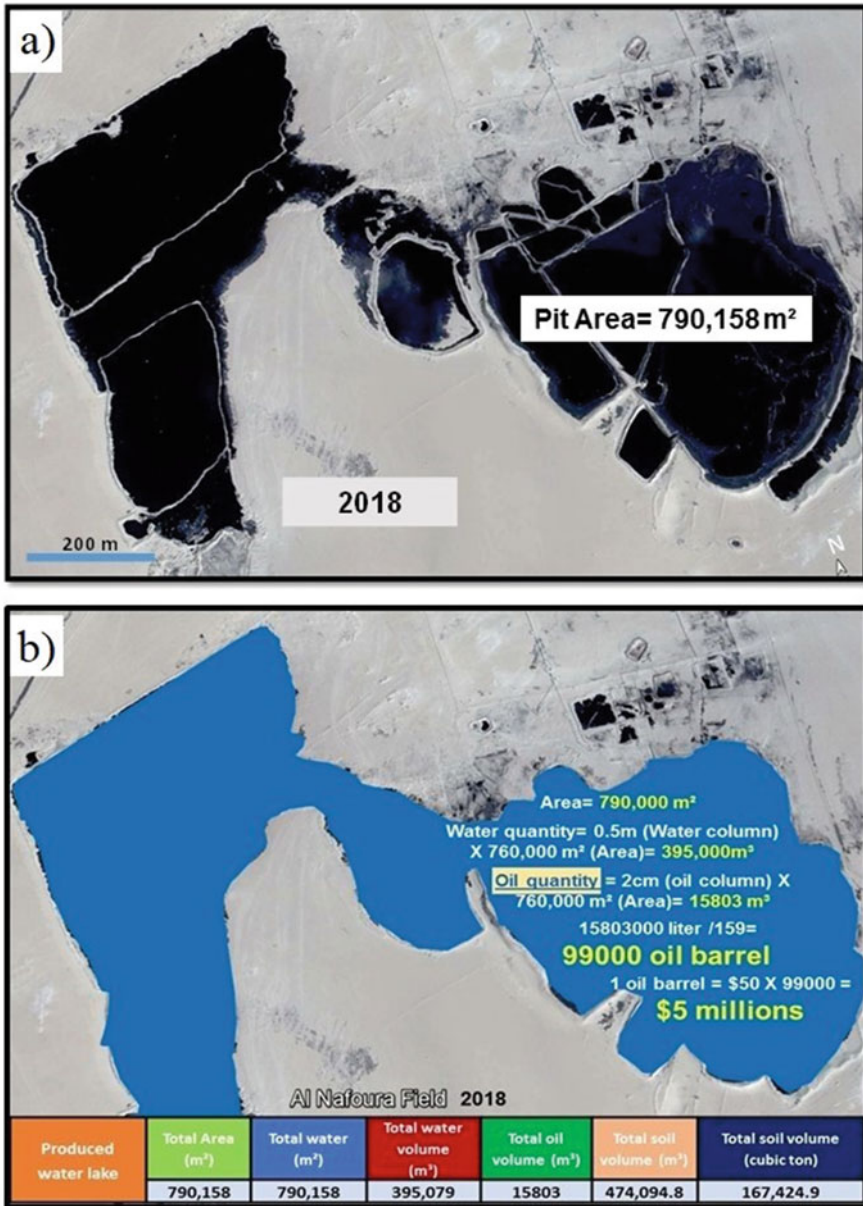 a)
Pit Area= 790,158 m²
2018
200 m
N
b)
Area= 790,000 m²
Water quantity= 0.5m (Water column)
X 760,000 m² (Area)= 395,000m³
Oil quantity = 2cm (oil column) X
760,000 m² (Area)= 15803 m³
15803000 liter /159=
99000 oil barrel
1 oil barrel = $50 X 99000 =
$5 millions
Al Nafoura Field 2018
Produced
water lake
Total Area
(m²)
790,158
Total water
(m²)
790,158
Total water
volume
(m³)
395,079
Total oil
volume (m³)
15803
Total soil
volume (m³)
474,094.8
Total soil volume
(cubic ton)
167,424.9